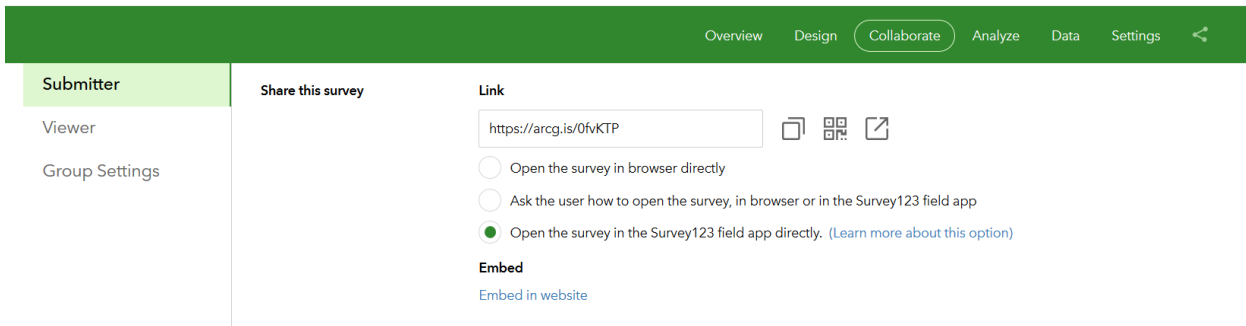 Overview Design Collaborate Analyze Data Settings
Submitter
Viewer
Group Settings
Share this survey
Link
https://arcg.is/0fvKTP
Open the survey in browser directly
Ask the user how to open the survey, in browser or in the Survey123 field app
Open the survey in the Survey123 field app directly. (Learn more about this option)
Embed
Embed in website